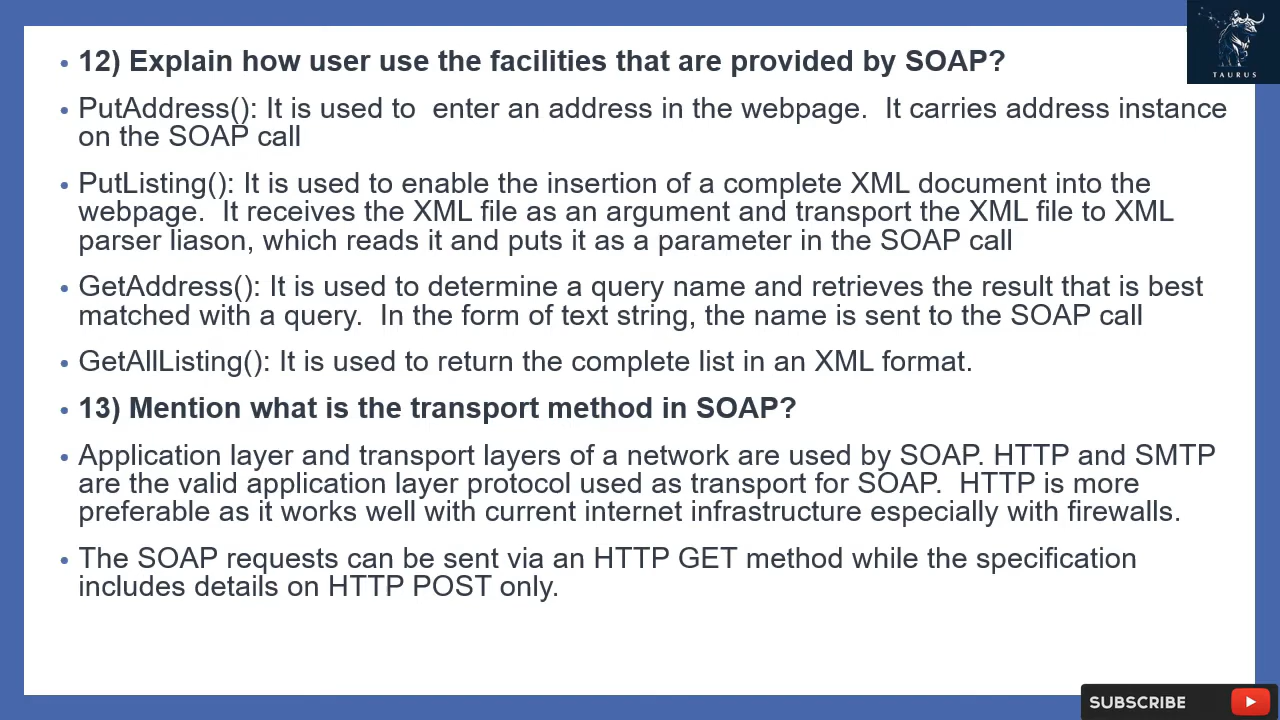 TAURUS
• 12) Explain how user use the facilities that are provided by SOAP?
• PutAddress(): It is used to  enter an address in the webpage.  It carries address instance
on the SOAP call
• PutListing(): It is used to enable the insertion of a complete XML document into the
webpage.  It receives the XML file as an argument and transport the XML file to XML
parser liason, which reads it and puts it as a parameter in the SOAP call
• GetAddress(): It is used to determine a query name and retrieves the result that is best
matched with a query.  In the form of text string, the name is sent to the SOAP call
• GetAllListing(): It is used to return the complete list in an XML format.
• 13) Mention what is the transport method in SOAP?
• Application layer and transport layers of a network are used by SOAP. HTTP and SMTP
are the valid application layer protocol used as transport for SOAP.  HTTP is more
preferable as it works well with current internet infrastructure especially with firewalls.
• The SOAP requests can be sent via an HTTP GET method while the specification
includes details on HTTP POST only.
SUBSCRIBE